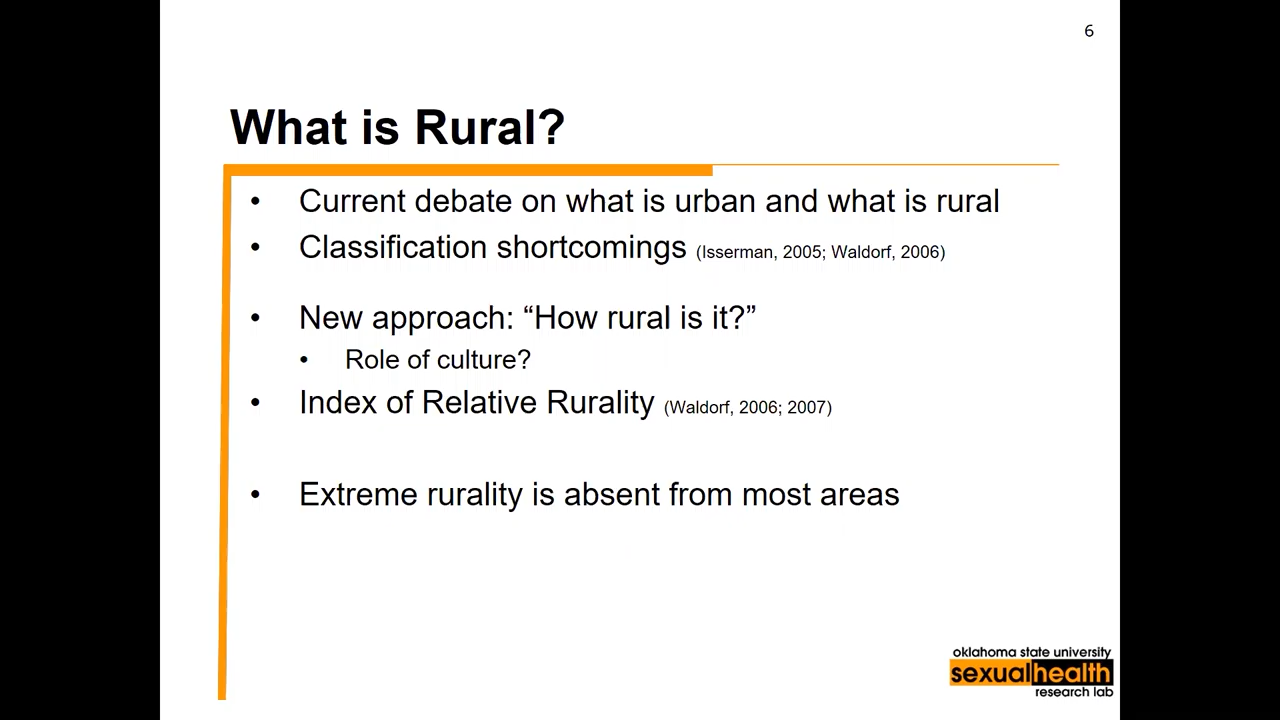 6
What is Rural?
• Current debate on what is urban and what is rural
• Classification shortcomings (Isserman, 2005; Waldorf, 2006)
• New approach: “How rural is it?”
• Role of culture?
• Index of Relative Rurality (Waldorf, 2006; 2007)
• Extreme rurality is absent from most areas
oklahoma state university
sexualhealth
research lab